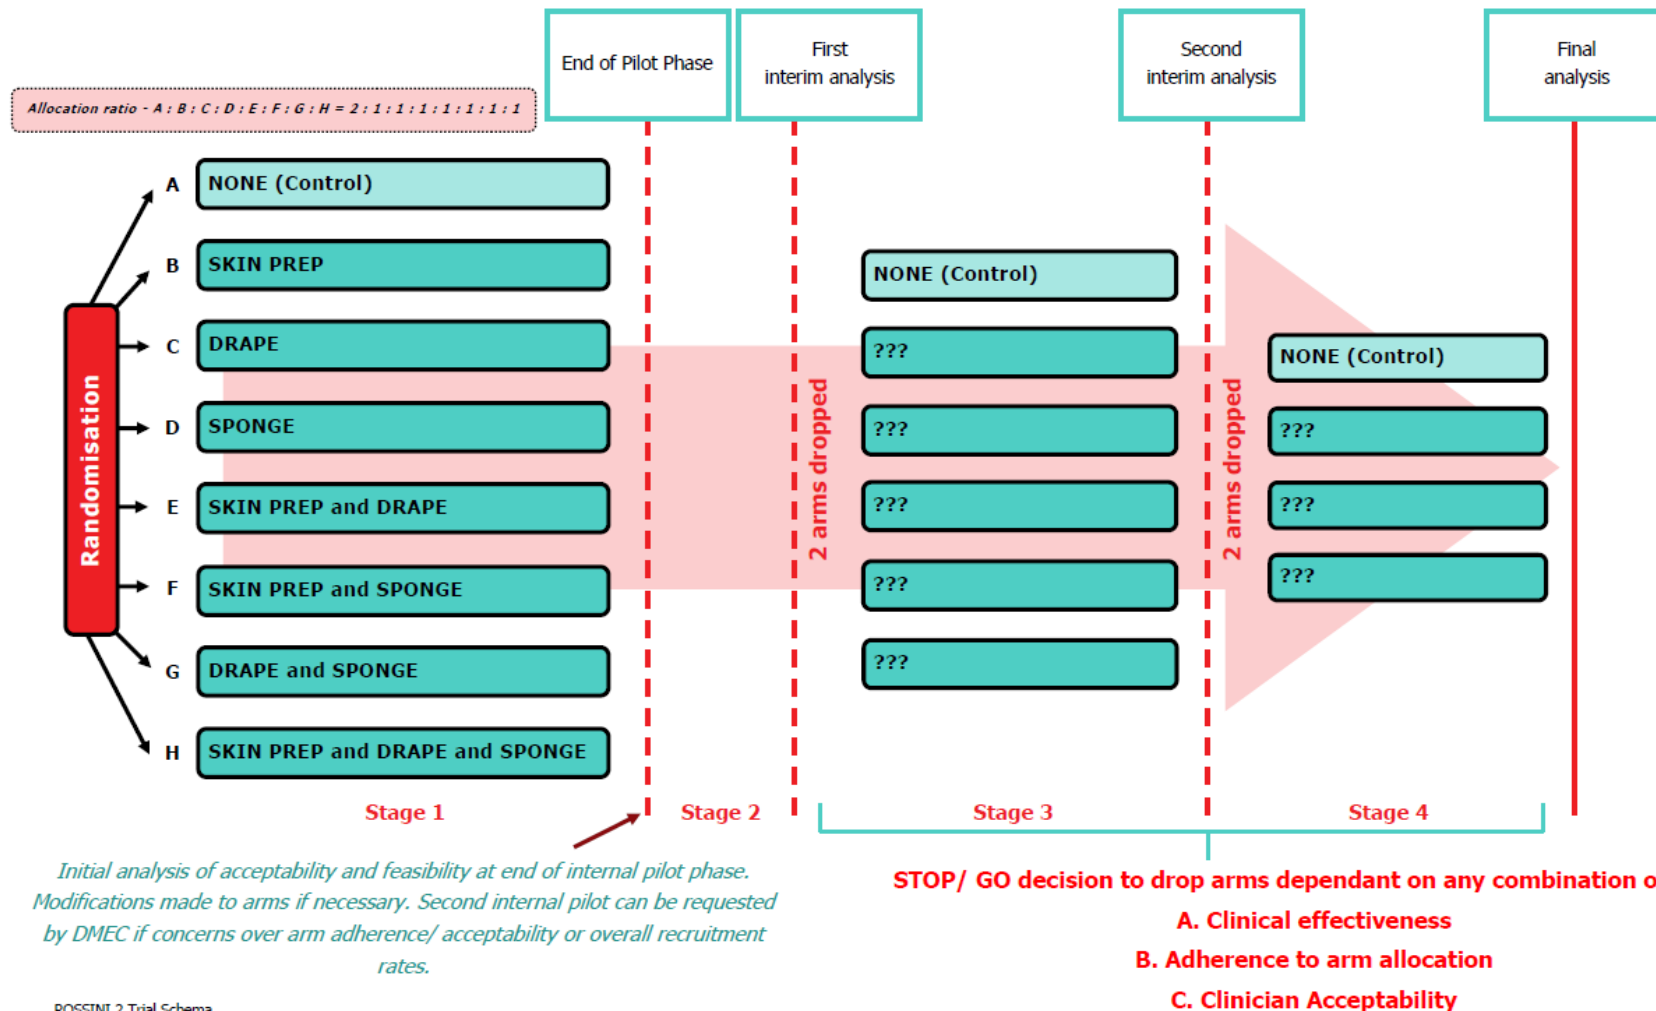 End of Pilot Phase
First
interim analysis
Second
interim analysis
Final
analysis
Allocation ratio - A : B : C : D : E : F : G : H = 2 : 1 : 1 : 1 : 1 : 1 : 1 : 1
Randomisation
A NONE (Control)
B SKIN PREP
C DRAPE
D SPONGE
E SKIN PREP and DRAPE
F SKIN PREP and SPONGE
G DRAPE and SPONGE
H SKIN PREP and DRAPE and SPONGE
2 arms dropped
NONE (Control)
???
???
???
???
???
2 arms dropped
NONE (Control)
???
???
???
Stage 1
Stage 2
Stage 3
Stage 4
Initial analysis of acceptability and feasibility at end of internal pilot phase.
Modifications made to arms if necessary. Second internal pilot can be requested
by DMEC if concerns over arm adherence/ acceptability or overall recruitment
rates.
STOP/ GO decision to drop arms dependant on any combination o
A. Clinical effectiveness
B. Adherence to arm allocation
C. Clinician Acceptability
ROSSINI 2 Trial Schema